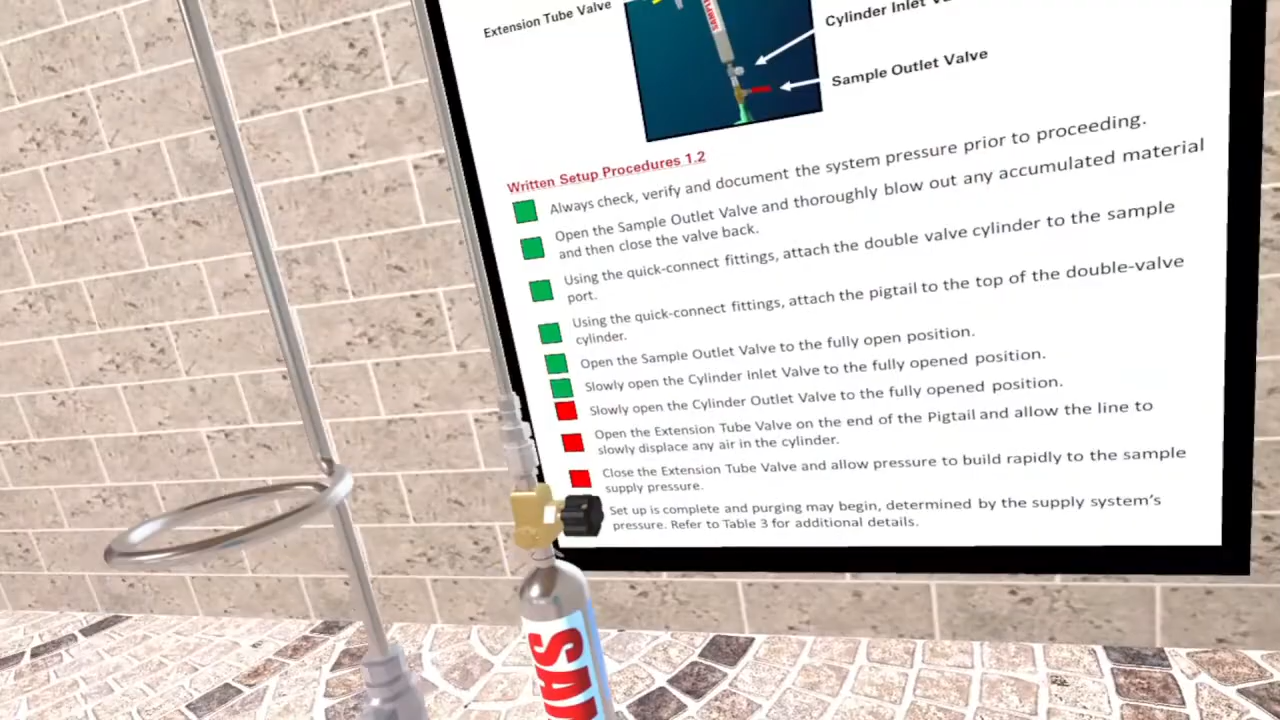 Extension Tube Valve
Cylinder Inlet
Sample Outlet Valve
Written Setup Procedures 1.2
Always check, verify and document the system pressure prior to proceeding.
Open the Sample Outlet Valve and thoroughly blow out any accumulated material
and then close the valve back.
Using the quick-connect fittings, attach the double valve cylinder to the sample
port.
Using the quick-connect fittings, attach the pigtail to the top of the double-valve
cylinder.
Open the Sample Outlet Valve to the fully open position.
Slowly open the Cylinder Inlet Valve to the fully opened position.
Slowly open the Cylinder Outlet Valve to the fully opened position.
Open the Extension Tube Valve on the end of the Pigtail and allow the line to
slowly displace any air in the cylinder.
Close the Extension Tube Valve and allow pressure to build rapidly to the sample
supply pressure.
Set up is complete and purging may begin, determined by the supply system's
pressure. Refer to Table 3 for additional details.